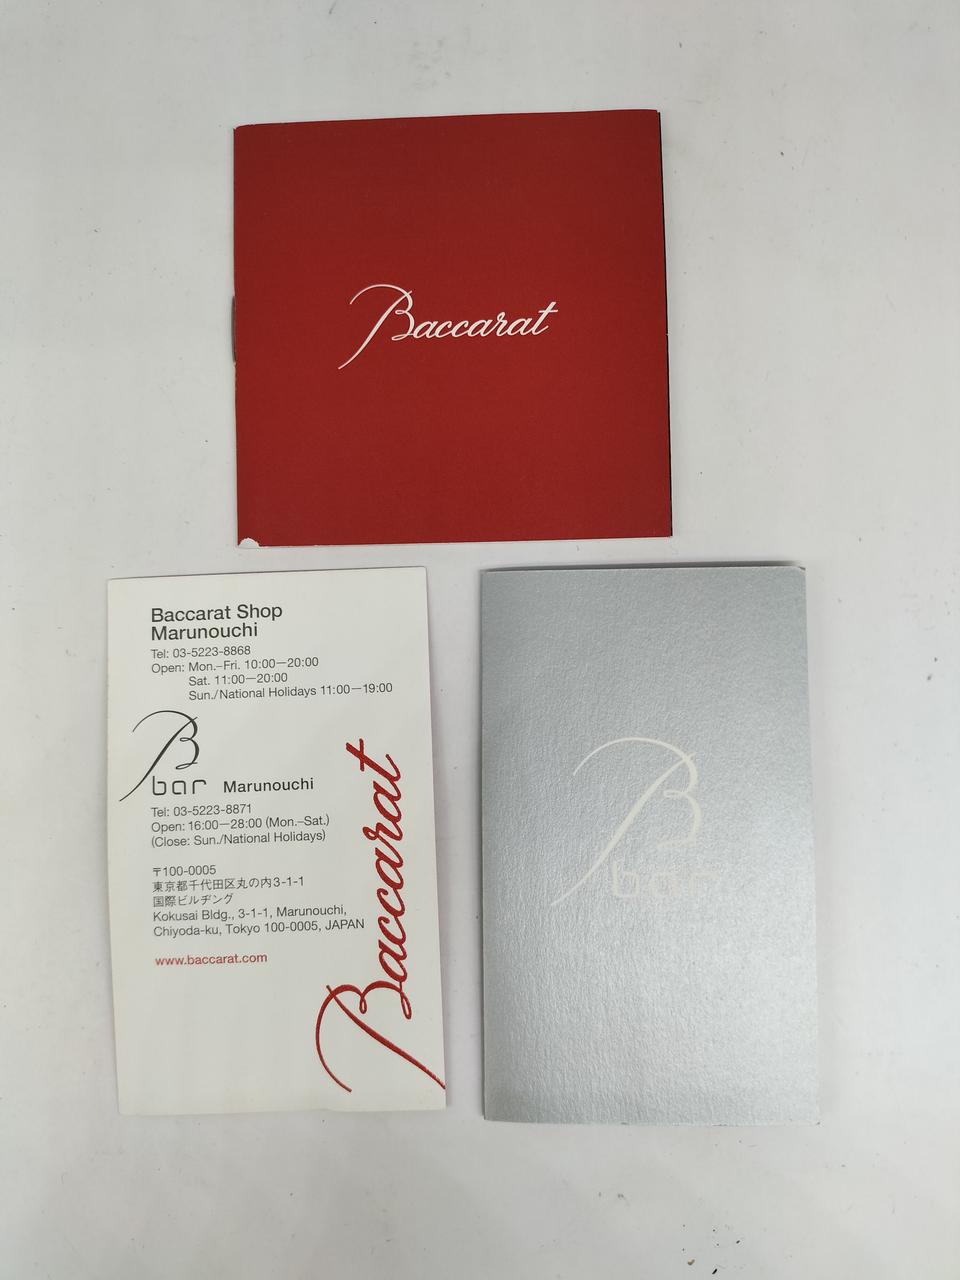 Baccarat
Baccarat Shop
Marunouchi
Tel: 03-5223-8868
Open: Mon.–Fri. 10:00—20:00
Sat. 11:00—20:00
Sun./National Holidays 11:00—19:00
B
bar Marunouchi
Tel: 03-5223-8871
Open: 16:00—28:00 (Mon.–Sat.)
(Close: Sun./National Holidays)
〒100-0005
東京都千代田区丸の内3-1-1
国際ビルヂング
Kokusai Bldg., 3-1-1, Marunouchi,
Chiyoda-ku, Tokyo 100-0005, JAPAN
www.baccarat.com
Baccarat
B
bar